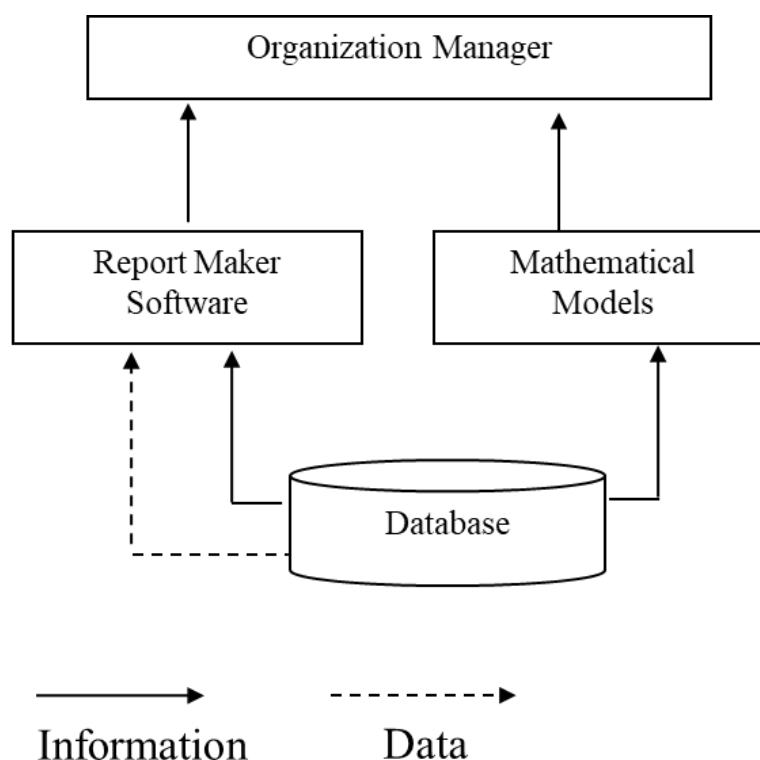 Organization Manager
Report Maker
Software
Mathematical
Models
Database
Information
Data